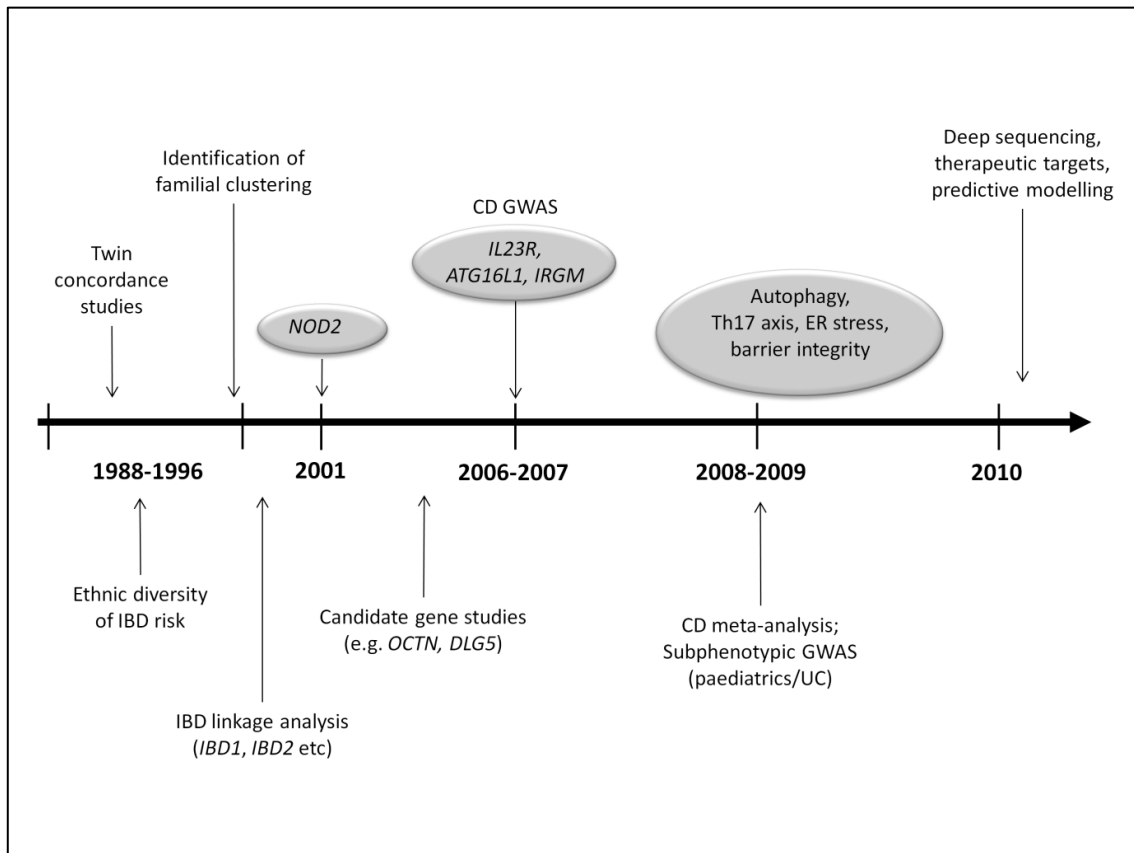 Deep sequencing,
therapeutic targets,
predictive modelling
Identification of
familial clustering
CD GWAS
IL23R,
ATG16L1, IRGM
Twin
concordance
studies
NOD2
Autophagy,
Th17 axis, ER stress,
barrier integrity
1988-1996
2001
2006-2007
2008-2009
2010
Ethnic diversity
of IBD risk
Candidate gene studies
(e.g. OCTN, DLG5)
CD meta-analysis;
Subphenotypic GWAS
(paediatrics/UC)
IBD linkage analysis
(IBD1, IBD2 etc)